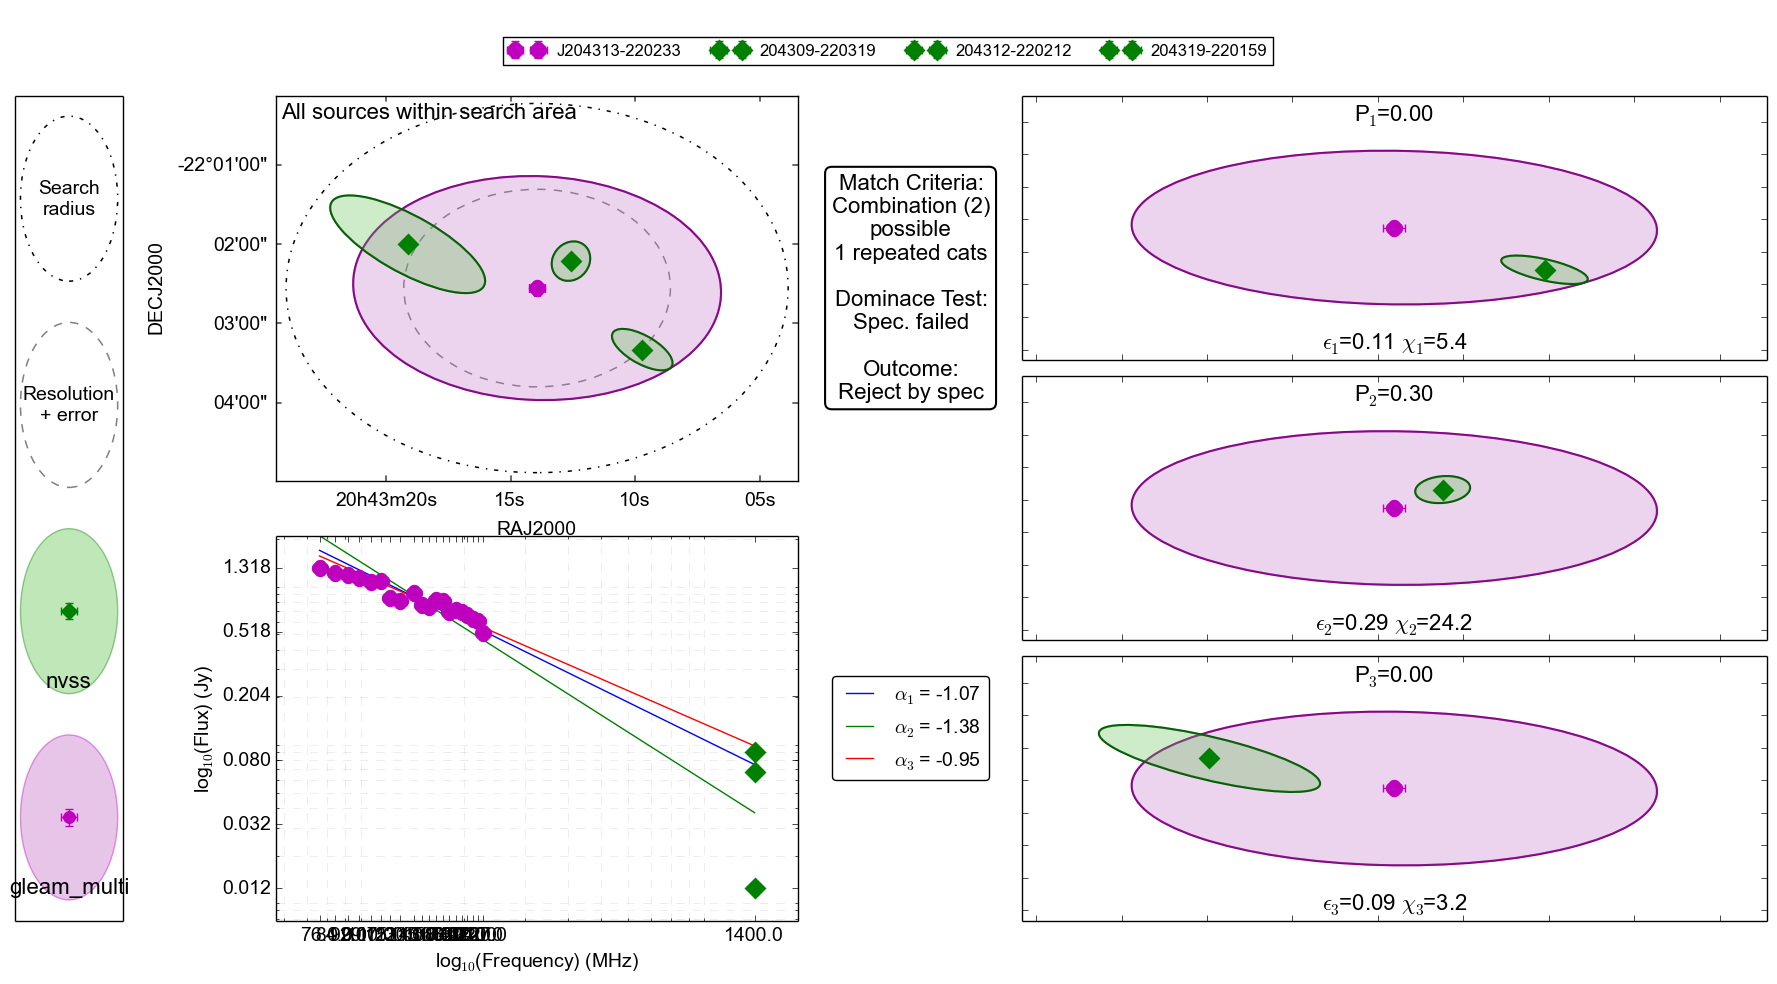 J204313-220233 204309-220319 204312-220212 204319-220159
Search
radius
Resolution
+ error
nvss
gleam_multi
All sources within search area
DECJ2000
-22°01'00"
02'00"
03'00"
04'00"
20h43m20s 15s 10s 05s
RAJ2000
Match Criteria:
Combination (2)
possible
1 repeated cats
Dominace Test:
Spec. failed
Outcome:
Reject by spec
log₁₀(Flux) (Jy)
1.318
0.518
0.204
0.080
0.032
0.012
1400.0
log₁₀(Frequency) (MHz)
α₁ = -1.07
α₂ = -1.38
α₃ = -0.95
P₁=0.00
ϵ₁=0.11 χ₁=5.4
P₂=0.30
ϵ₂=0.29 χ₂=24.2
P₃=0.00
ϵ₃=0.09 χ₃=3.2